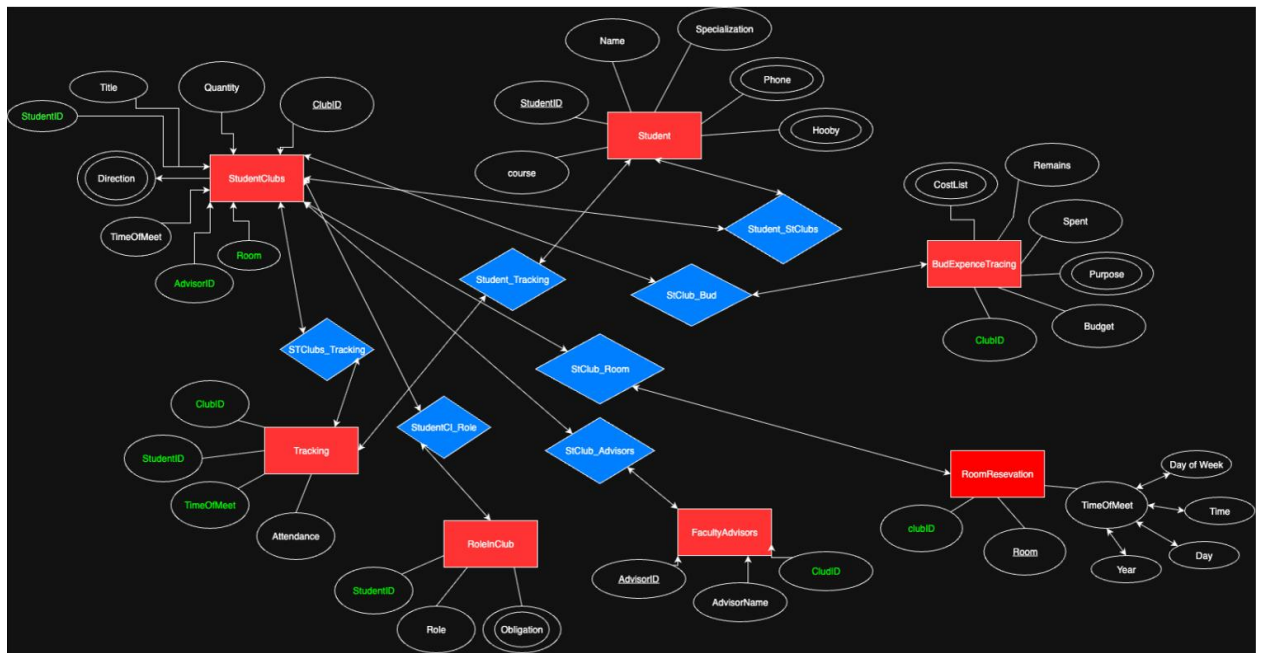 Name
Specialization
Title
Quantity
ClubID
StudentID
Phone
StudentID
Student
Hooby
Direction
StudentClubs
course
CostList
Remains
TimeOfMeet
Room
AdvisorID
Student_StClubs
Spent
BudExpenceTracing
Student_Tracking
StClub_Bud
Purpose
ClubID
Budget
STClubs_Tracking
StClub_Room
ClubID
StudentCl_Role
Tracking
StClub_Advisors
StudentID
TimeOfMeet
Attendance
RoomResevation
Day of Week
TimeOfMeet
Time
clubID
Room
Day
Year
RoleInClub
FacultyAdvisors
StudentID
Role
Obligation
AdvisorID
AdvisorName
CludID